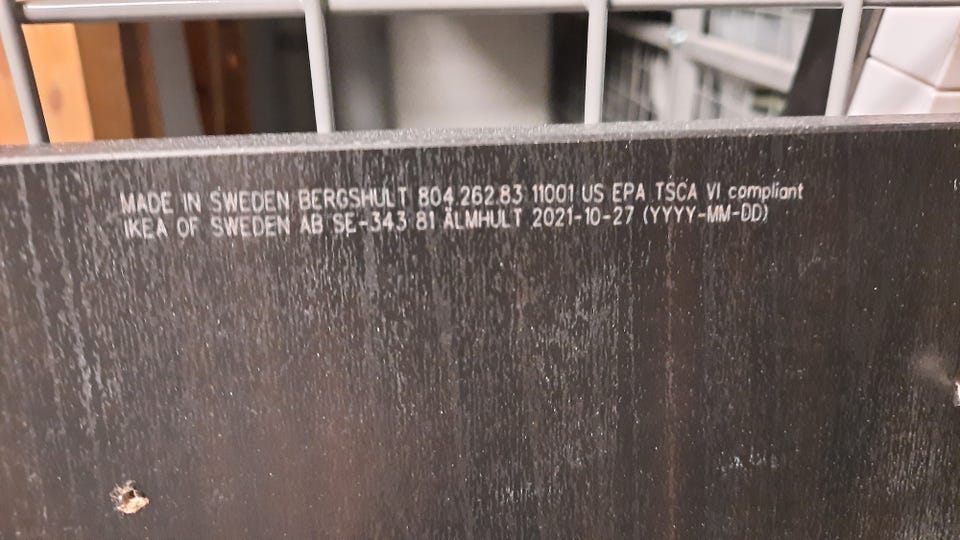 MADE IN SWEDEN BERGSHULT 804.262.83 11001 US EPA TSCA VI compliant
IKEA OF SWEDEN AB SE-343 81 ÄLMHULT 2021-10-27 (YYYY-MM-DD)